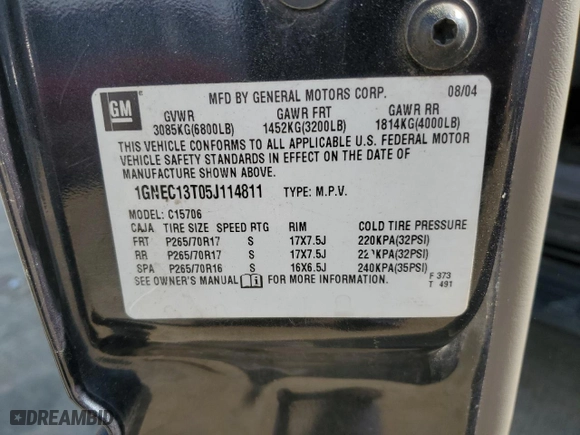 GM
MFD BY GENERAL MOTORS CORP. 08/04
GVWR GAWR FRT GAWR RR
3085KG(6800LB) 1452KG(3200LB) 1814KG(4000LB)
THIS VEHICLE CONFORMS TO ALL APPLICABLE U.S. FEDERAL MOTOR
VEHICLE SAFETY STANDARDS IN EFFECT ON THE DATE OF
MANUFACTURE SHOWN ABOVE.
1GNEC13T05J114811 TYPE: M.P.V.
MODEL: C15706
CAJA TIRE SIZE SPEED RTG RIM COLD TIRE PRESSURE
FRT P265/70R17 S 17X7.5J 220KPA(32PSI)
RR P265/70R17 S 17X7.5J KPA(32PSI)
SPA P265/70R16 S 16X6.5J 240KPA(35PSI)
SEE OWNER'S MANUAL FOR MORE INFORMATION.
F 373
T 491
DREAMBID